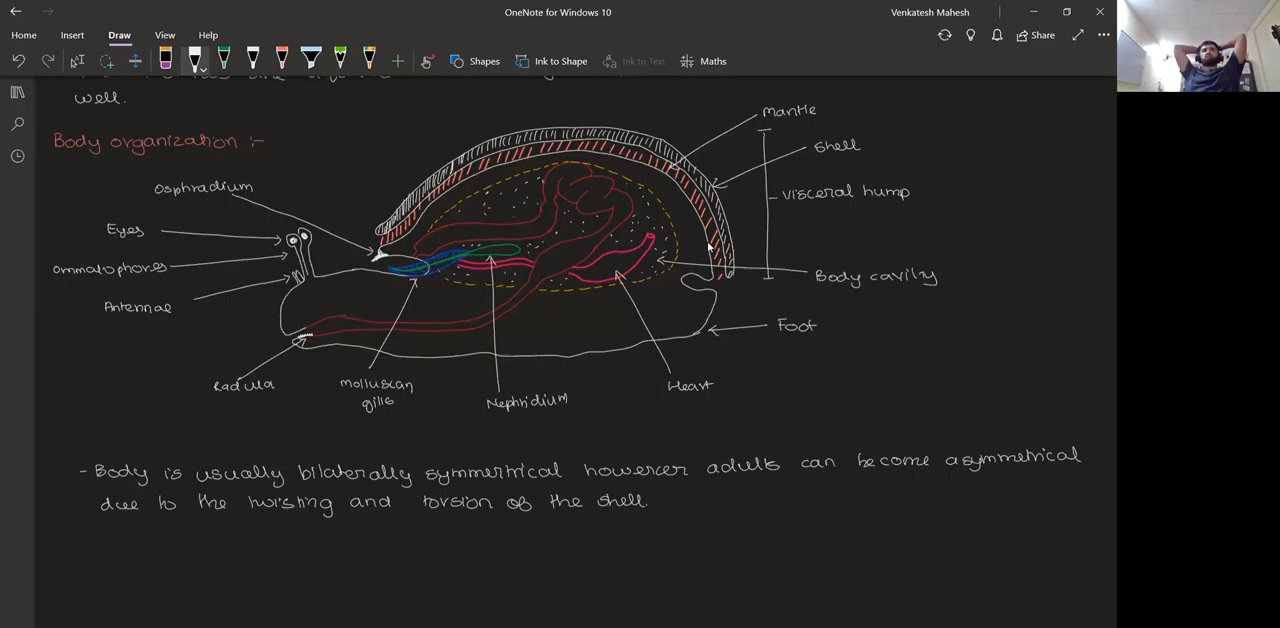 OneNote for Windows 10
Venkatesh Mahesh
Home Insert Draw View Help
Share
Shapes
Ink to Shape
Ink to Text
Maths
well.
Body organization :-
Mantle
Shell
Visceral hump
Body cavity
Foot
Osphradium
Eyes
Ommatophores
Antennae
Radula
Molluscan
gills
Nephridium
Heart
- Body is usually bilaterally symmetrical however adults can become asymmetrical
due to the twisting and torsion of the shell.